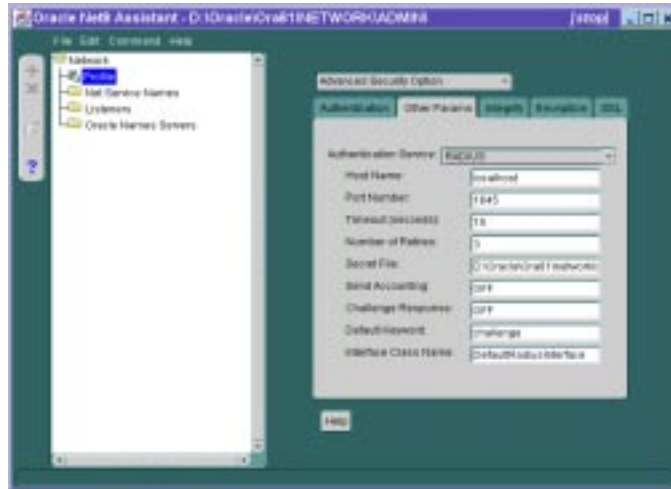 Oracle Net8 Assistant - D:\Oracle\Ora81\NETWORK\ADMIN\
File Edit Command Help
Network
Profile
Net Service Names
Listeners
Oracle Names Servers
Advanced Security Option
Authentication Other Params Integrity Encryption SSL
Authentication Service: RADIUS
Host Name: localhost
Port Number: 1645
Timeout (seconds): 15
Number of Retries: 3
Secret File: D:\Oracle\Ora81\network\
Send Accounting: OFF
Challenge Response: OFF
Default Keyword: challenge
Interface Class Name: DefaultRadiusInterface
Help